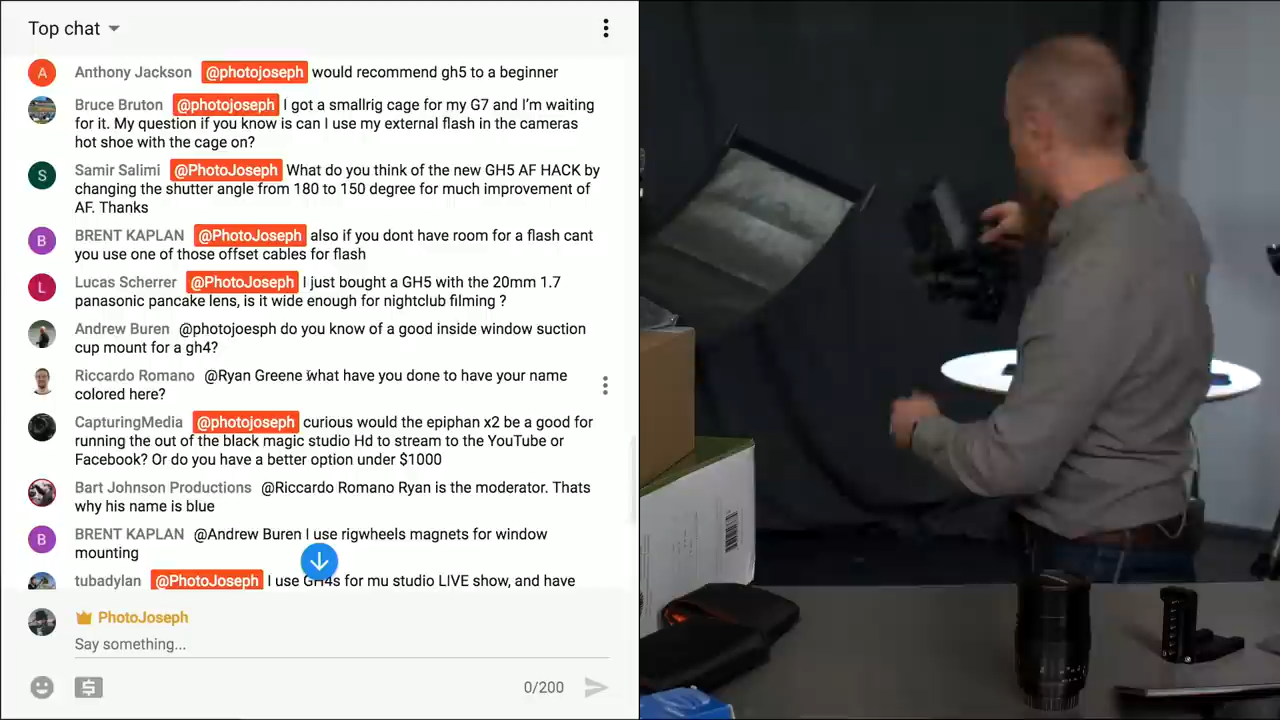 Top chat
A
Anthony Jackson @photojoseph would recommend gh5 to a beginner
Bruce Bruton @photojoseph I got a smallrig cage for my G7 and I'm waiting
for it. My question if you know is can I use my external flash in the cameras
hot shoe with the cage on?
S
Samir Salimi @PhotoJoseph What do you think of the new GH5 AF HACK by
changing the shutter angle from 180 to 150 degree for much improvement of
AF. Thanks
B
BRENT KAPLAN @PhotoJoseph also if you dont have room for a flash cant
you use one of those offset cables for flash
L
Lucas Scherrer @PhotoJoseph I just bought a GH5 with the 20mm 1.7
panasonic pancake lens, is it wide enough for nightclub filming ?
Andrew Buren @photojoesph do you know of a good inside window suction
cup mount for a gh4?
Riccardo Romano @Ryan Greene what have you done to have your name
colored here?
CapturingMedia @photojoseph curious would the epiphan x2 be a good for
running the out of the black magic studio Hd to stream to the YouTube or
Facebook? Or do you have a better option under $1000
Bart Johnson Productions @Riccardo Romano Ryan is the moderator. Thats
why his name is blue
B
BRENT KAPLAN @Andrew Buren I use rigwheels magnets for window
mounting
tubadylan @PhotoJoseph I use GH4s for mu studio LIVE show, and have
PhotoJoseph
Say something...
0/200